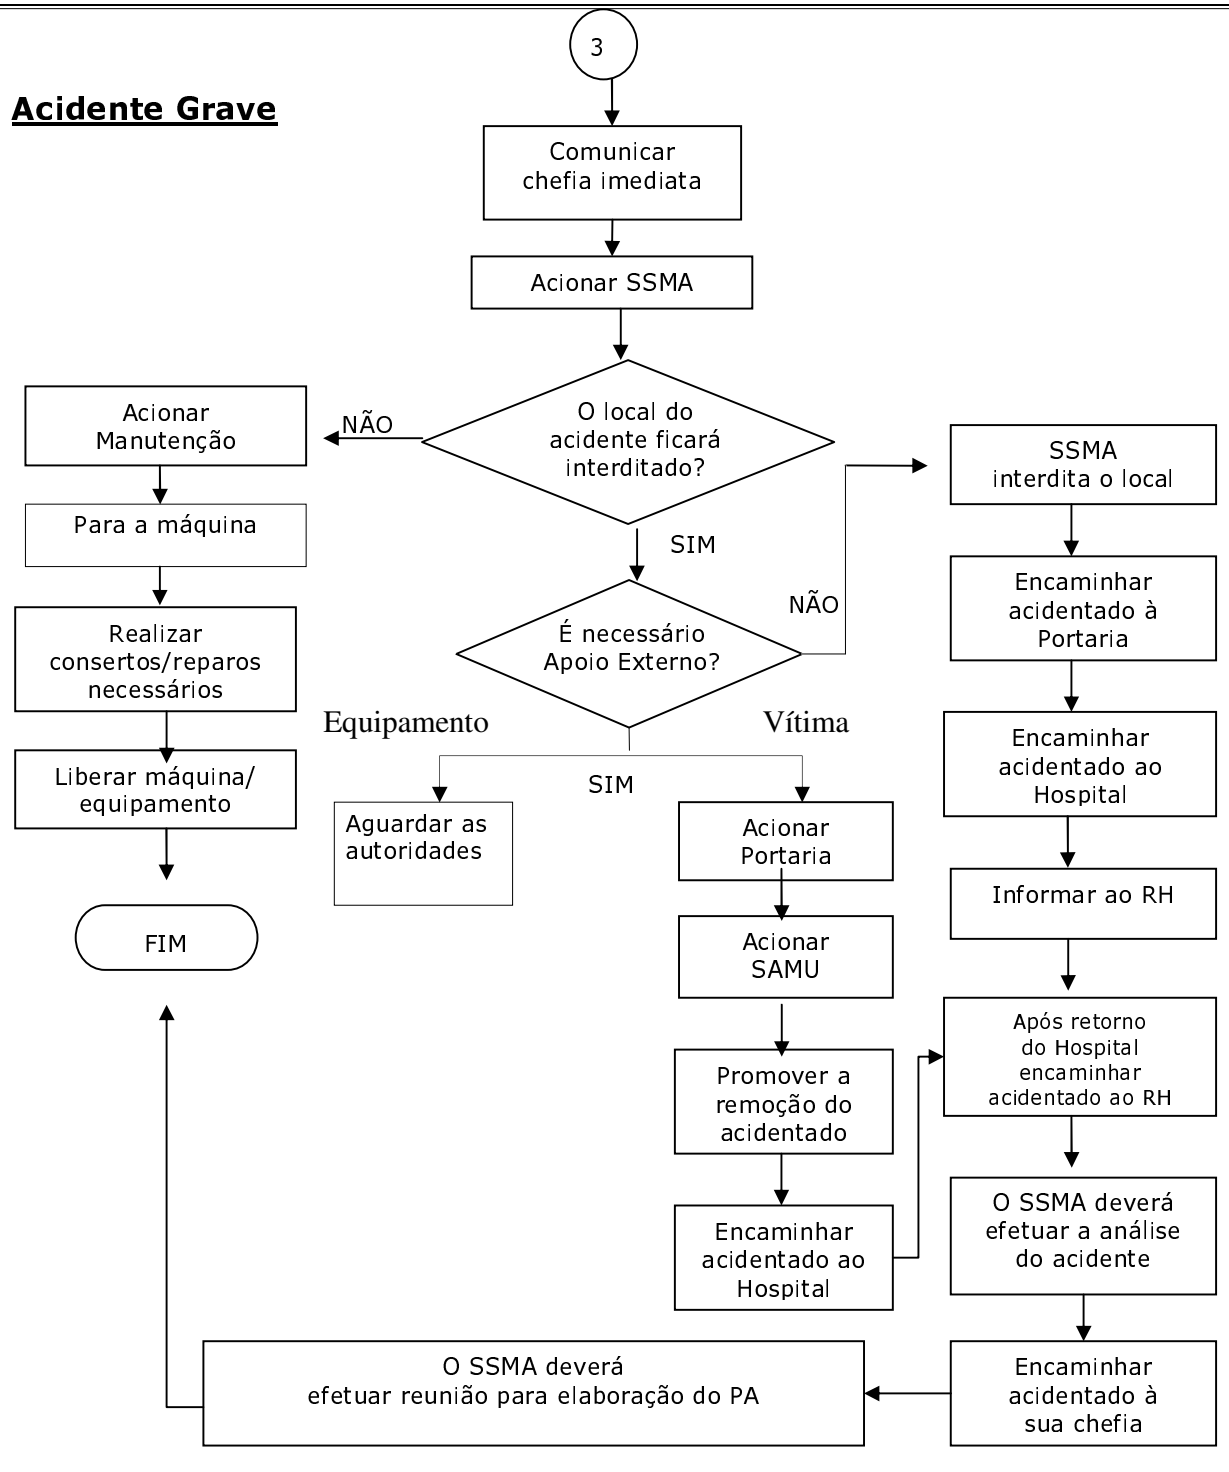 3
Acidente Grave
Comunicar
chefia imediata
Acionar SSMA
O local do
acidente ficará
interditado?
NÃO
SIM
Acionar
Manutenção
Para a máquina
Realizar
consertos/reparos
necessários
Liberar máquina/
equipamento
FIM
É necessário
Apoio Externo?
NÃO
Equipamento
Vítima
SIM
Aguardar as
autoridades
Acionar
Portaria
Acionar
SAMU
Promover a
remoção do
acidentado
Encaminhar
acidentado ao
Hospital
SSMA
interdita o local
Encaminhar
acidentado à
Portaria
Encaminhar
acidentado ao
Hospital
Informar ao RH
Após retorno
do Hospital
encaminhar
acidentado ao RH
O SSMA deverá
efetuar a análise
do acidente
Encaminhar
acidentado à
sua chefia
O SSMA deverá
efetuar reunião para elaboração do PA